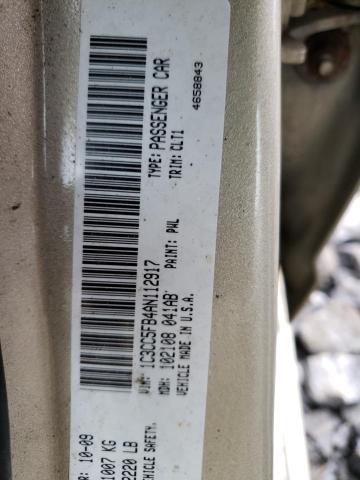 R: 10-09
1007 KG
2220 LB
EHICLE SAFETY.
VIN: 1C3CC5FB4AN112917
TYPE: PASSENGER CAR
MDH: 102108 041AB
PAINT: PWL
TRIM: CLT1
VEHICLE MADE IN U.S.A.
4658843